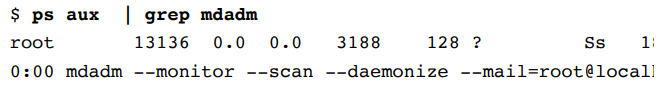 $ ps aux | grep mdadm
root 13136 0.0 0.0 3188 128 ? Ss
0:00 mdadm --monitor --scan --daemonize --mail=root@local